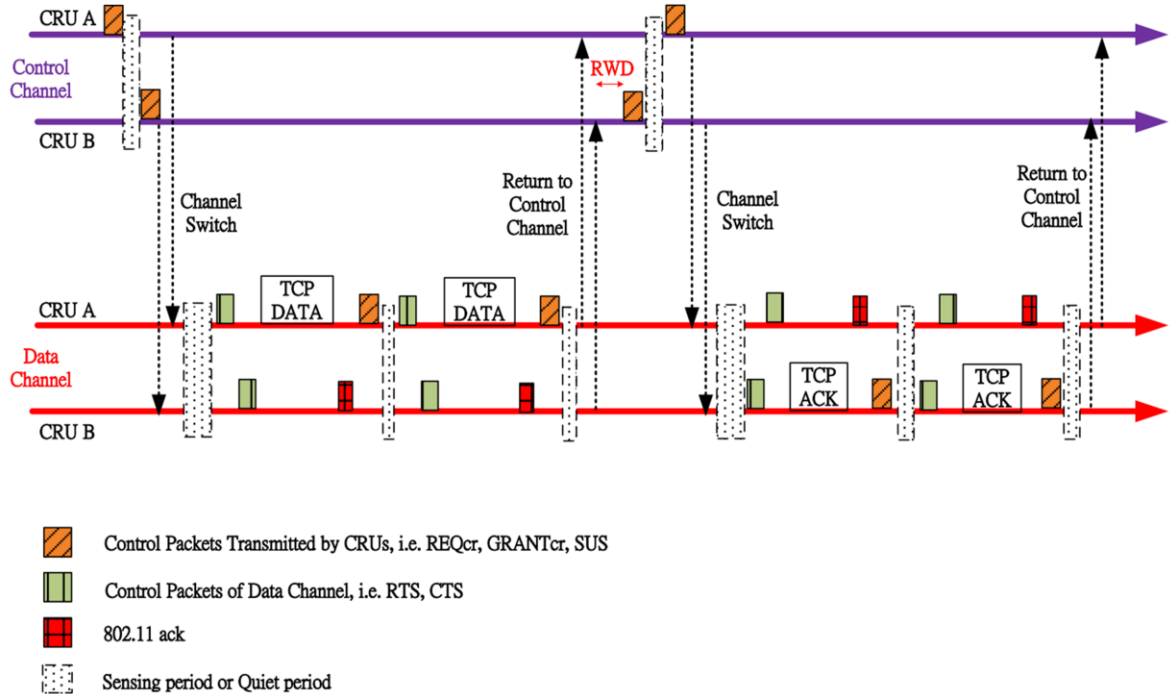 CRU A
Control
Channel
RWD
CRU B
Channel
Switch
Return to
Control
Channel
Channel
Switch
Return to
Control
Channel
CRU A
TCP
DATA
TCP
DATA
Data
Channel
TCP
ACK
TCP
ACK
CRU B
Control Packets Transmitted by CRUs, i.e. REQcr, GRANTcr, SUS
Control Packets of Data Channel, i.e. RTS, CTS
802.11 ack
Sensing period or Quiet period